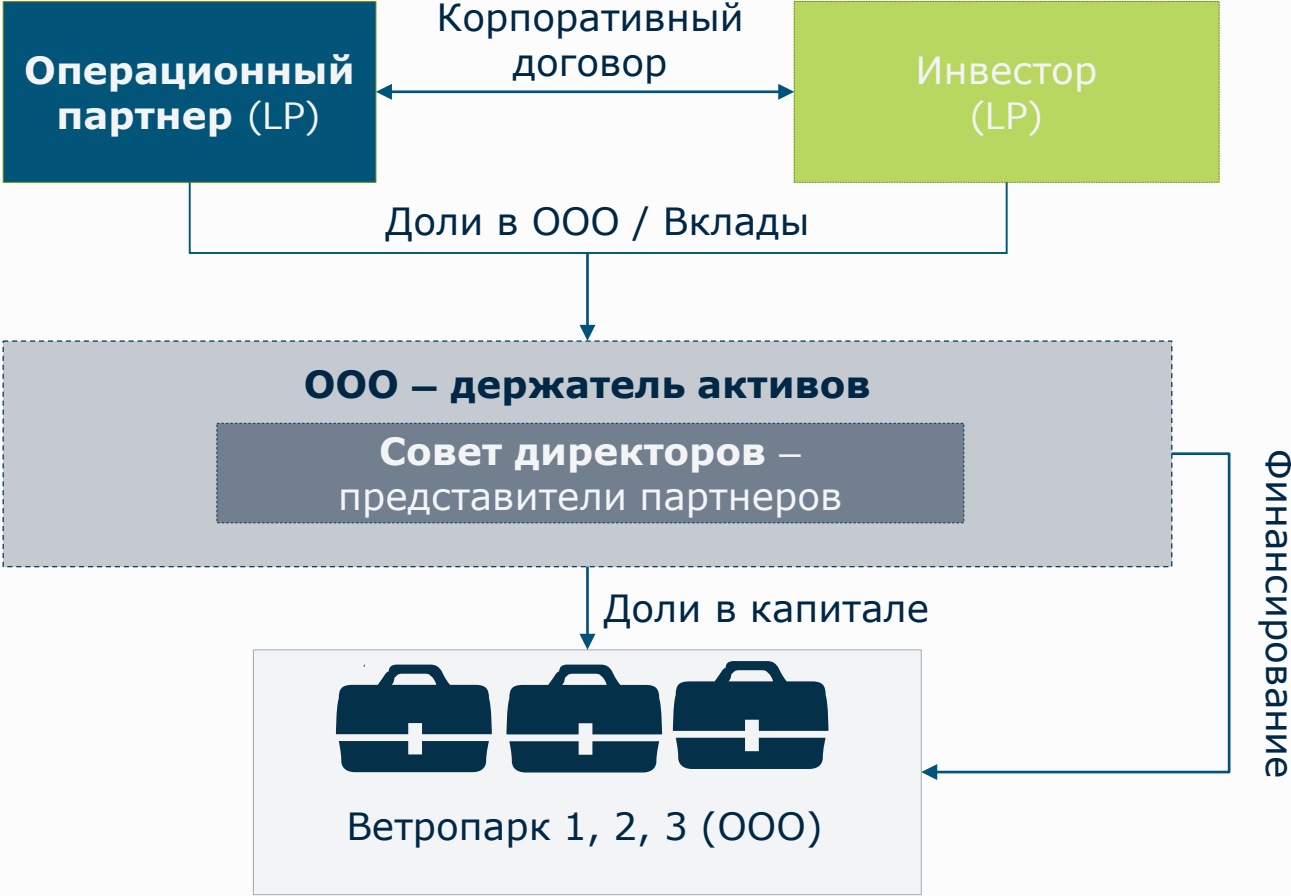 Корпоративный
договор
Операционный
партнер (LP)
Инвестор
(LP)
Доли в ООО / Вклады
ООО – держатель активов
Совет директоров –
представители партнеров
Финансирование
Доли в капитале
Ветропарк 1, 2, 3 (ООО)